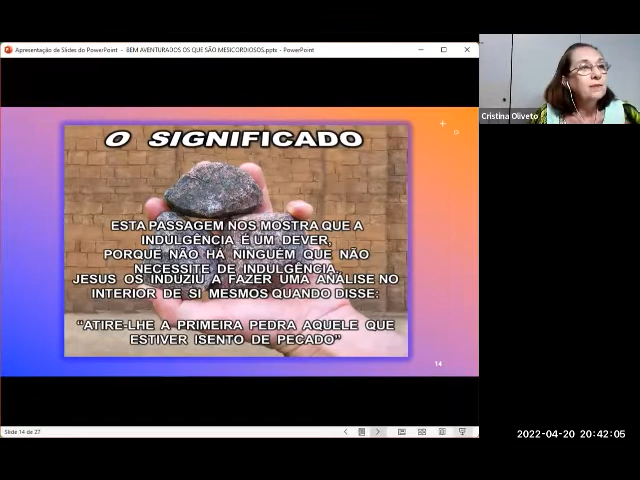 Apresentação de Slides do PowerPoint - BEM AVENTURADOS OS QUE SÃO MESICORDIOSOS.pptx - PowerPoint
Cristina Oliveto
O SIGNIFICADO
ESTA PASSAGEM NOS MOSTRA QUE A
INDULGÊNCIA É UM DEVER,
PORQUE NÃO HÁ NINGUÉM QUE NÃO
NECESSITE DE INDULGÊNCIA.
JESUS OS INDUZIU A FAZER UMA ANÁLISE NO
INTERIOR DE SI MESMOS QUANDO DISSE:
“ATIRE-LHE A PRIMEIRA PEDRA AQUELE QUE
ESTIVER ISENTO DE PECADO”
14
Slide 14 de 27
2022-04-20 20:42:05